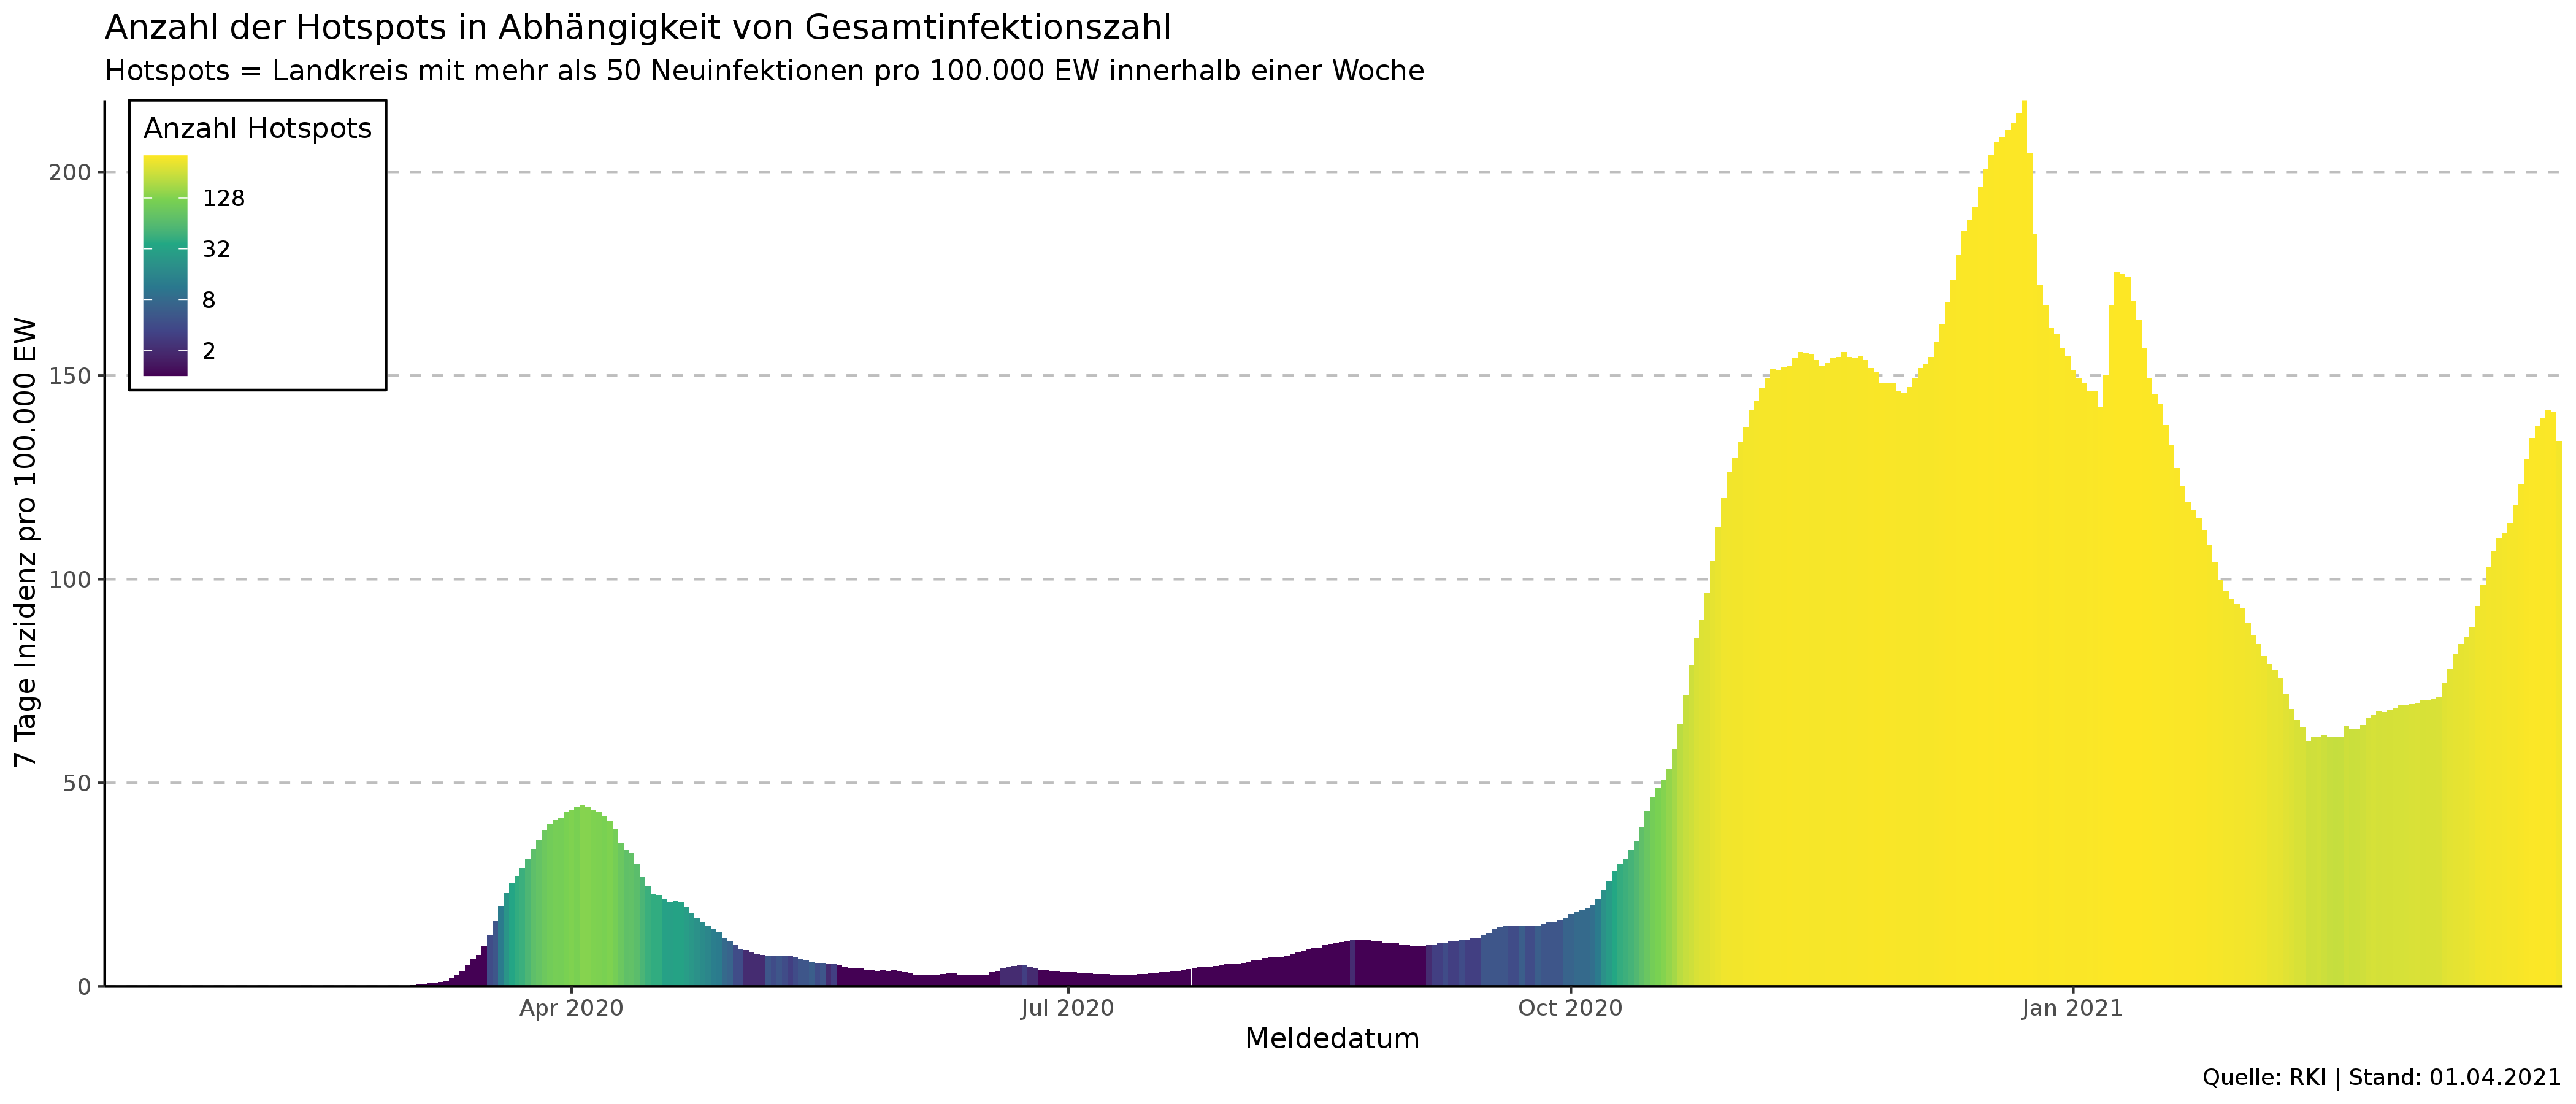 Anzahl der Hotspots in Abhängigkeit von Gesamtinfektionszahl
Hotspots = Landkreis mit mehr als 50 Neuinfektionen pro 100.000 EW innerhalb einer Woche
Anzahl Hotspots
128
32
8
2
7 Tage Inzidenz pro 100.000 EW
200
150
100
50
0
Apr 2020
Jul 2020
Oct 2020
Jan 2021
Meldedatum
Quelle: RKI | Stand: 01.04.2021